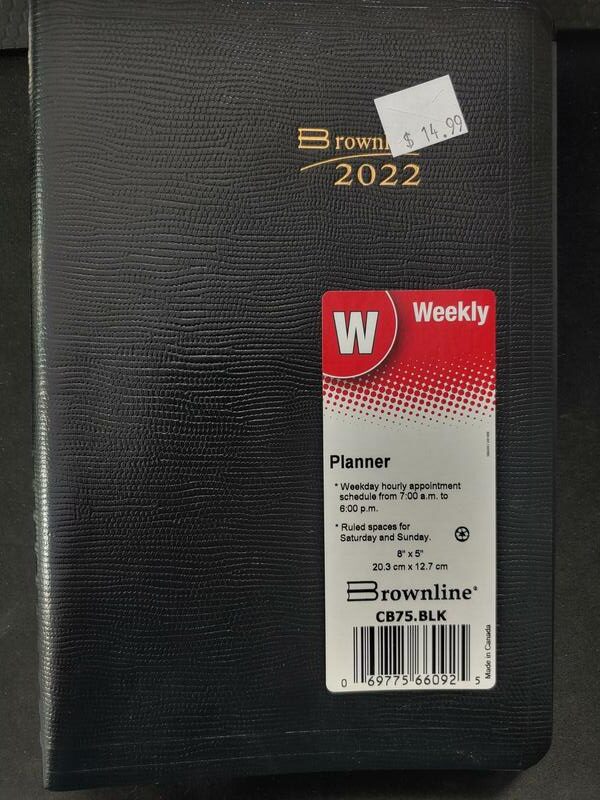 $ 14.99
Brownl
2022
W
Weekly
Planner
* Weekday hourly appointment
schedule from 7:00 a.m. to
6:00 p.m.
* Ruled spaces for
Saturday and Sunday.
8" x 5"
20.3 cm x 12.7 cm
Brownline®
CB75.BLK
Made in Canada
0 69775 66092 5